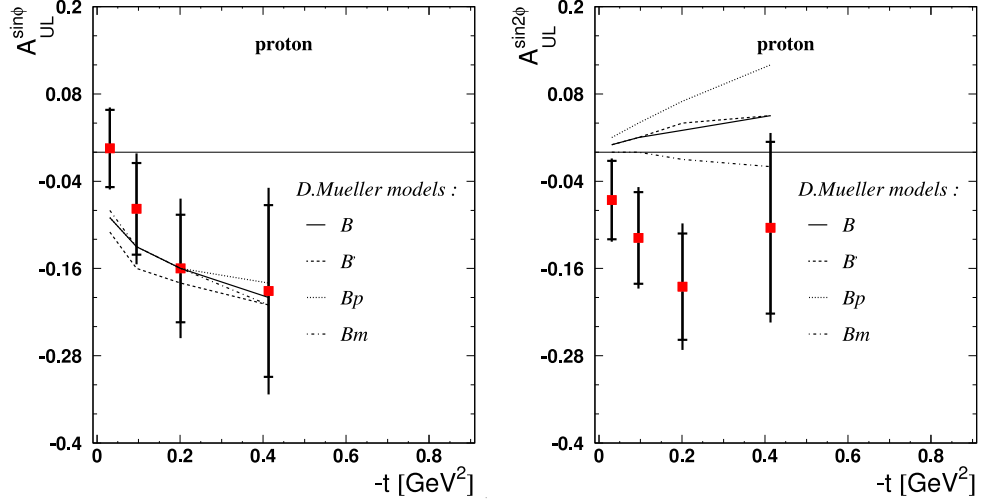 A_UL^sinϕ
0.2
0.08
-0.04
-0.16
-0.28
-0.4
proton
D.Mueller models :
B
B'
Bp
Bm
0
0.2
0.4
0.6
0.8
-t [GeV²]
A_UL^sin2ϕ
0.2
0.08
-0.04
-0.16
-0.28
-0.4
proton
D.Mueller models :
B
B'
Bp
Bm
0
0.2
0.4
0.6
0.8
-t [GeV²]